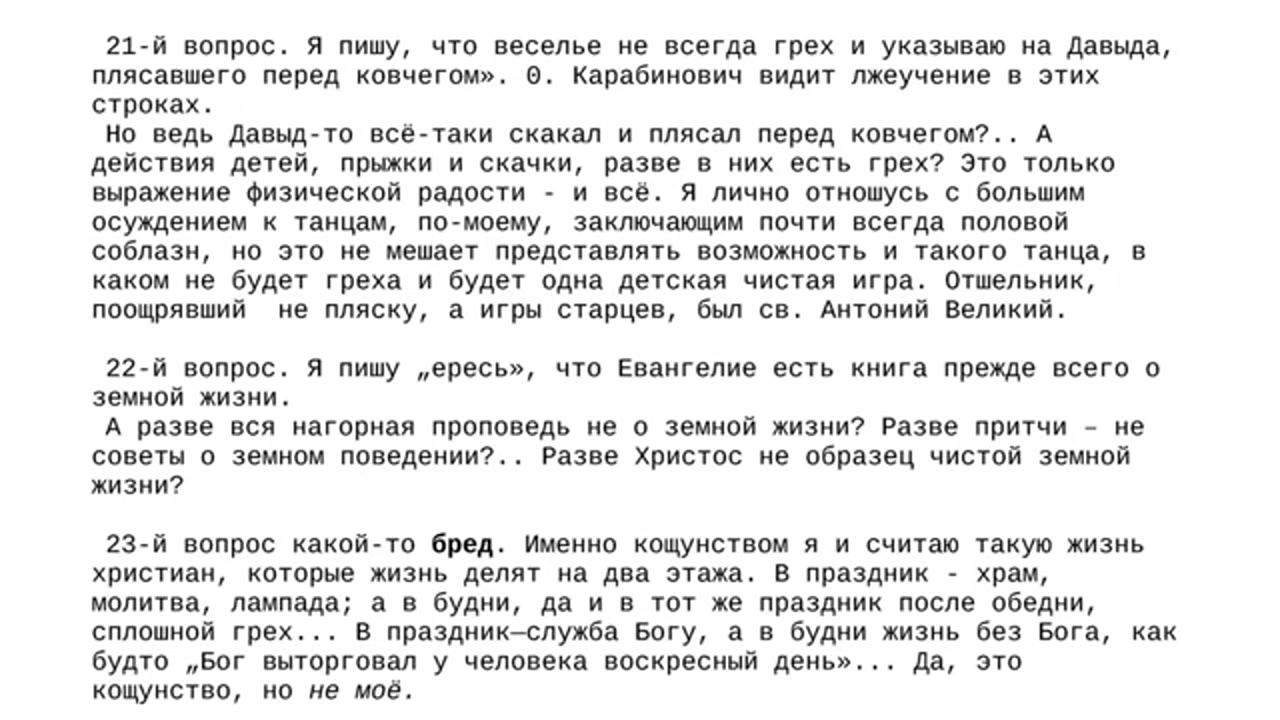 21-й вопрос. Я пишу, что веселье не всегда грех и указываю на Давыда,
плясавшего перед ковчегом». 0. Карабинович видит лжеучение в этих
строках.
Но ведь Давыд-то всё-таки скакал и плясал перед ковчегом?.. А
действия детей, прыжки и скачки, разве в них есть грех? Это только
выражение физической радости - и всё. Я лично отношусь с большим
осуждением к танцам, по-моему, заключающим почти всегда половой
соблазн, но это не мешает представлять возможность и такого танца, в
каком не будет греха и будет одна детская чистая игра. Отшельник,
поощрявший  не пляску, а игры старцев, был св. Антоний Великий.

22-й вопрос. Я пишу „ересь», что Евангелие есть книга прежде всего о
земной жизни.
А разве вся нагорная проповедь не о земной жизни? Разве притчи – не
советы о земном поведении?.. Разве Христос не образец чистой земной
жизни?

23-й вопрос какой-то бред. Именно кощунством я и считаю такую жизнь
христиан, которые жизнь делят на два этажа. В праздник - храм,
молитва, лампада; а в будни, да и в тот же праздник после обедни,
сплошной грех... В праздник—служба Богу, а в будни жизнь без Бога, как
будто „Бог выторговал у человека воскресный день»... Да, это
кощунство, но не моё.